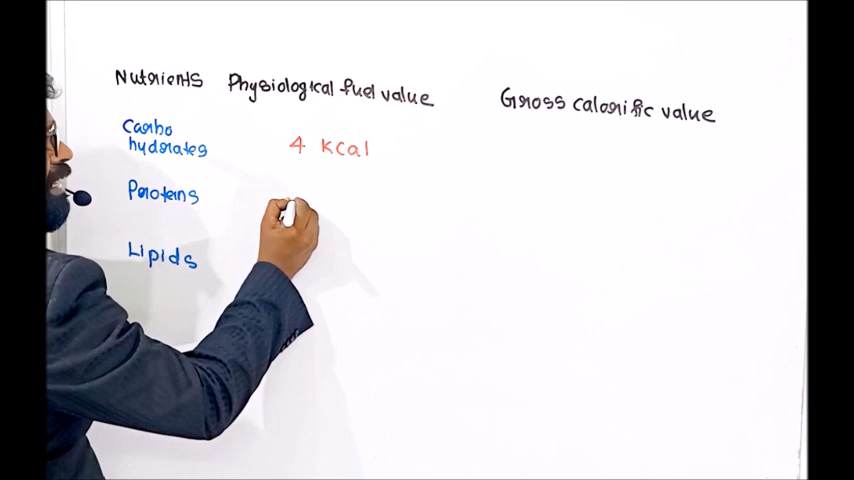 Nutrients Physiological fuel value Gross calorific value
Carbo
hydrates 4 Kcal
Proteins
Lipids